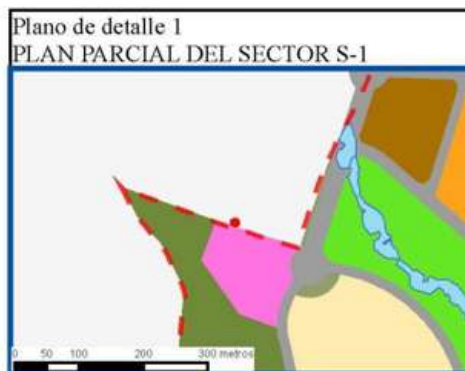 Plano de detalle 1
PLAN PARCIAL DEL SECTOR S-1
0 50 100 200 300 metros